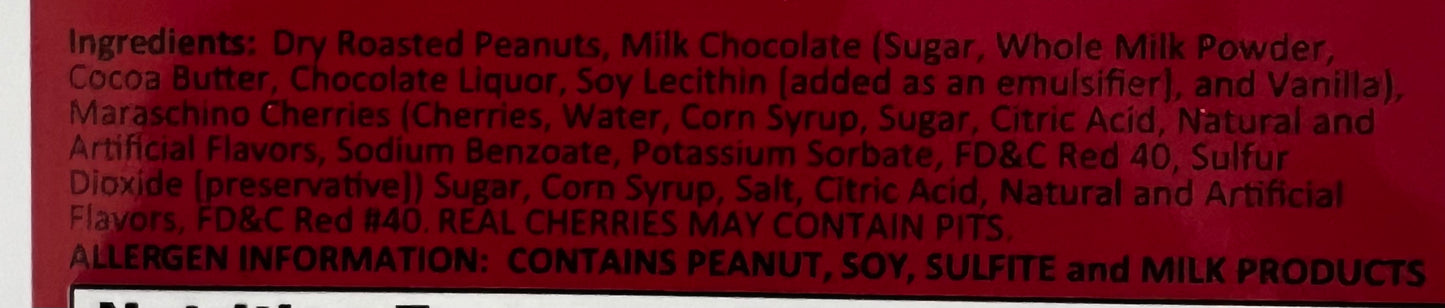 Ingredients: Dry Roasted Peanuts, Milk Chocolate (Sugar, Whole Milk Powder,
Cocoa Butter, Chocolate Liquor, Soy Lecithin [added as an emulsifier], and Vanilla),
Maraschino Cherries (Cherries, Water, Corn Syrup, Sugar, Citric Acid, Natural and
Artificial Flavors, Sodium Benzoate, Potassium Sorbate, FD&C Red 40, Sulfur
Dioxide [preservative]) Sugar, Corn Syrup, Salt, Citric Acid, Natural and Artificial
Flavors, FD&C Red #40. REAL CHERRIES MAY CONTAIN PITS.
ALLERGEN INFORMATION: CONTAINS PEANUT, SOY, SULFITE and MILK PRODUCTS